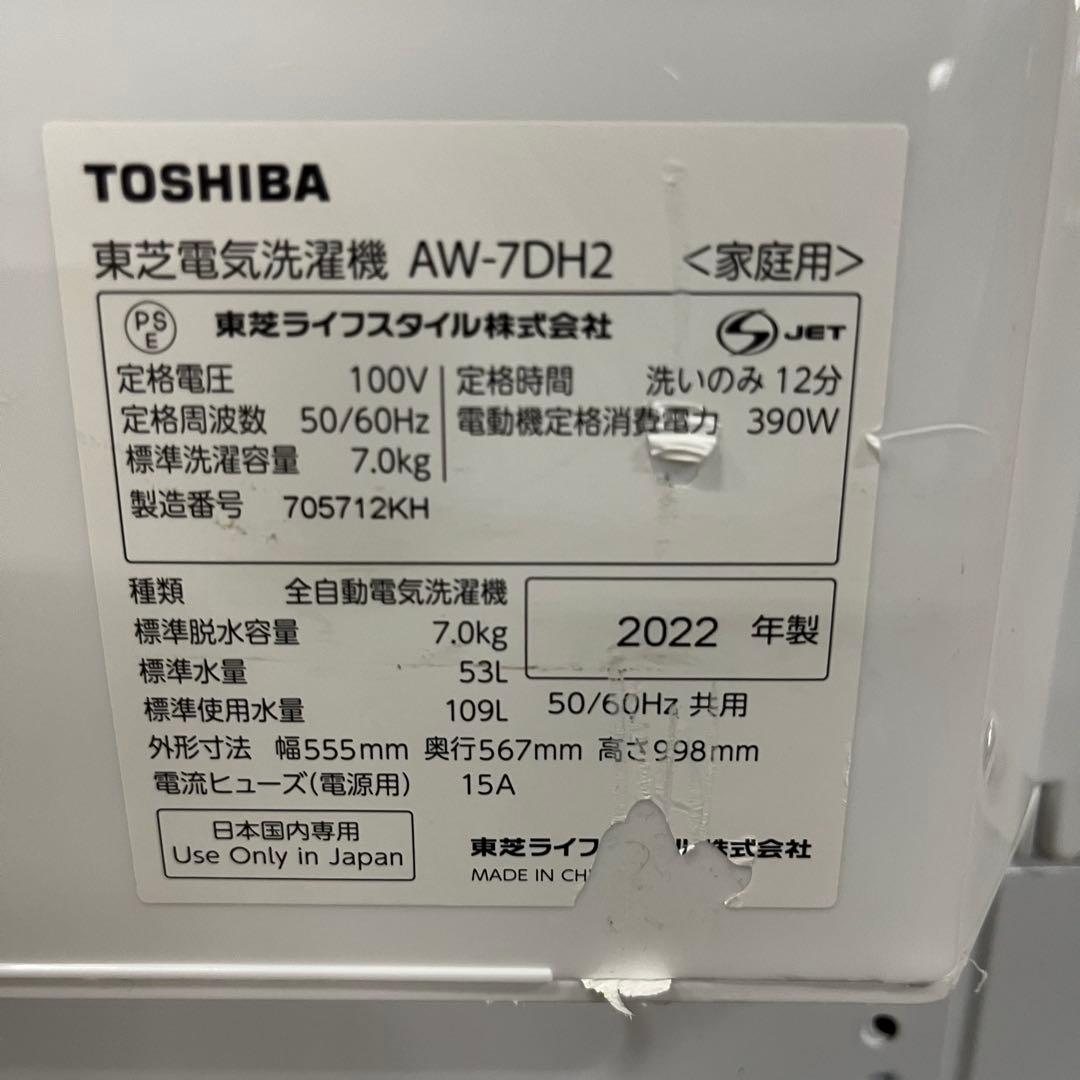 TOSHIBA
東芝電気洗濯機 AW-7DH2 <家庭用>
PSE 東芝ライフスタイル株式会社 S JET
定格電圧 100V 定格時間 洗いのみ 12分
定格周波数 50/60Hz 電動機定格消費電力 390W
標準洗濯容量 7.0kg
製造番号 705712KH
種類 全自動電気洗濯機
標準脱水容量 7.0kg 2022 年製
標準水量 53L
標準使用水量 109L 50/60Hz 共用
外形寸法 幅555mm 奥行567mm 高さ998mm
電流ヒューズ(電源用) 15A
日本国内専用
Use Only in Japan
東芝ライフ ル株式会社
MADE IN CH